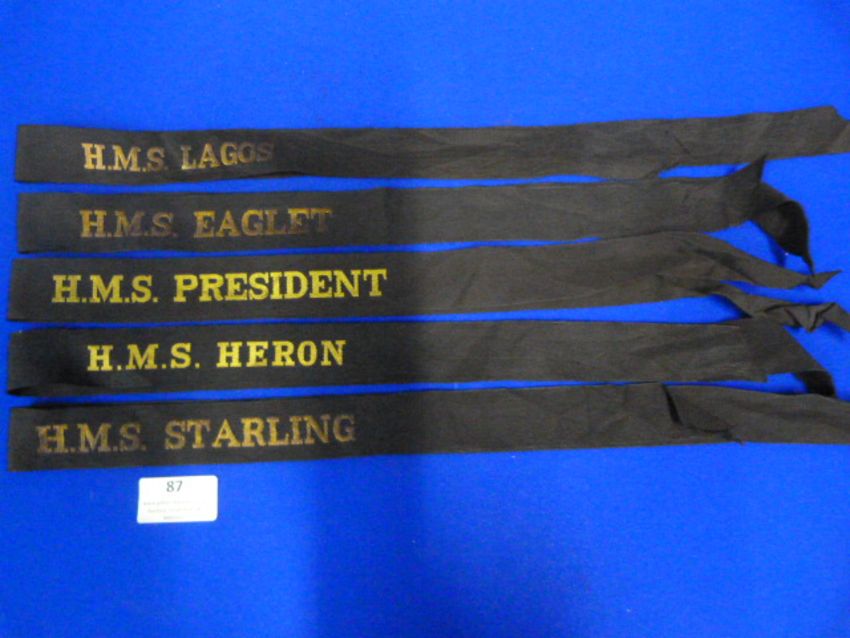 H.M.S. LAGOS
H.M.S. EAGLET
H.M.S. PRESIDENT
H.M.S. HERON
H.M.S. STARLING
87